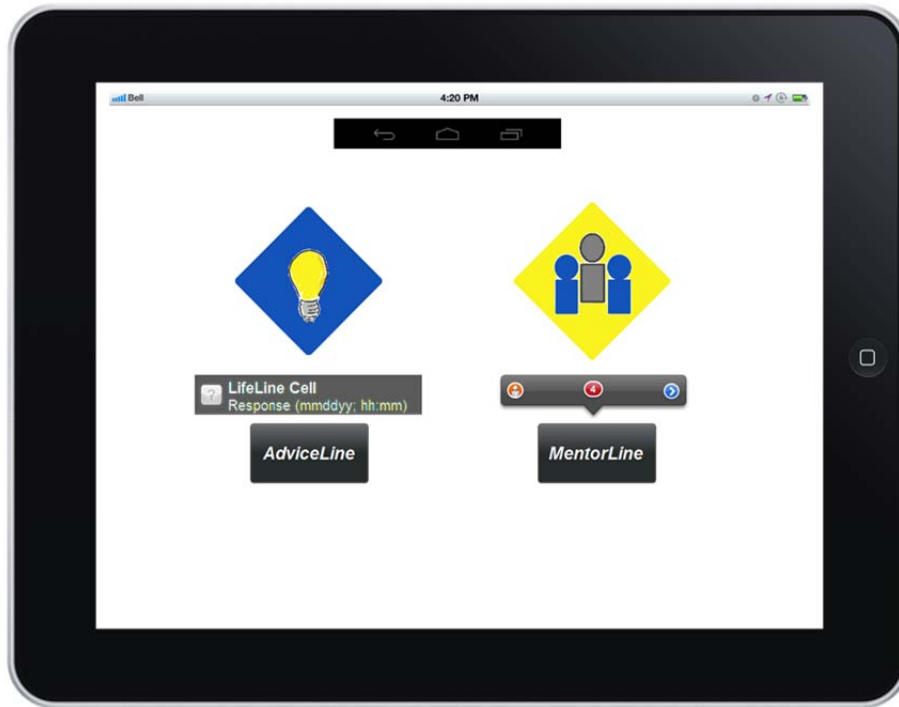 Bell
4:20 PM
LifeLine Cell
Response (mmddyy; hh:mm)
4
AdviceLine
MentorLine